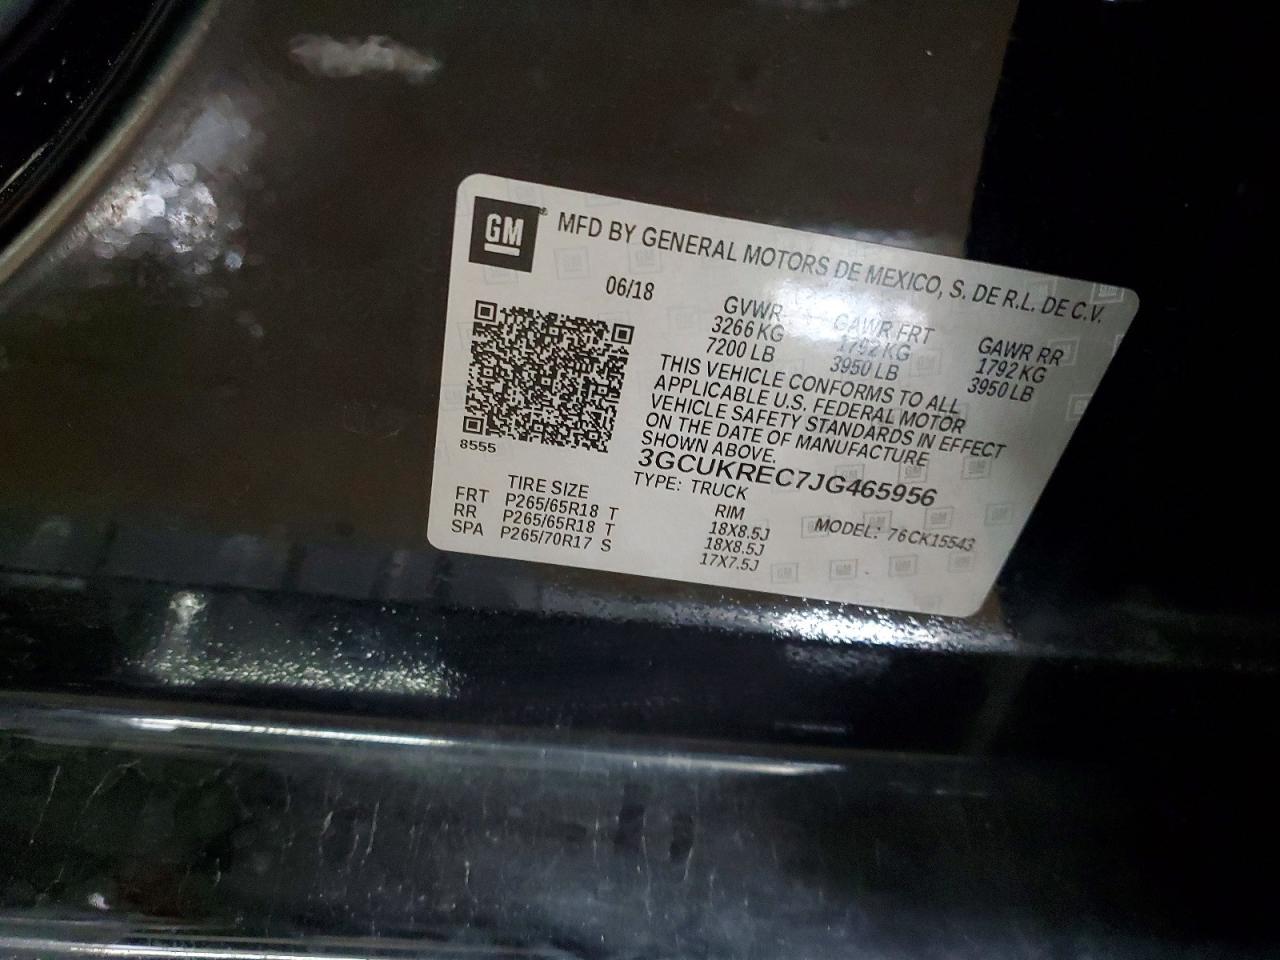 GM
MFD BY GENERAL MOTORS DE MEXICO, S. DE R.L. DE C.V.
06/18
GVWR GAWR FRT GAWR RR
3266 KG 1792 KG 1792 KG
7200 LB 3950 LB 3950 LB
THIS VEHICLE CONFORMS TO ALL
APPLICABLE U.S. FEDERAL MOTOR
VEHICLE SAFETY STANDARDS IN EFFECT
ON THE DATE OF MANUFACTURE
SHOWN ABOVE.
8555
3GCUKREC7JG465956
TYPE: TRUCK
MODEL: 76CK15543
TIRE SIZE RIM
FRT P265/65R18 T 18X8.5J
RR P265/65R18 T 18X8.5J
SPA P265/70R17 S 17X7.5J